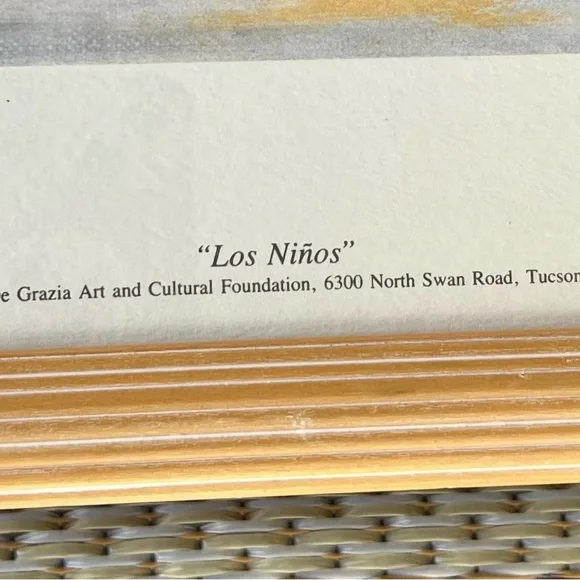 “Los Niños”
e Grazia Art and Cultural Foundation, 6300 North Swan Road, Tucson